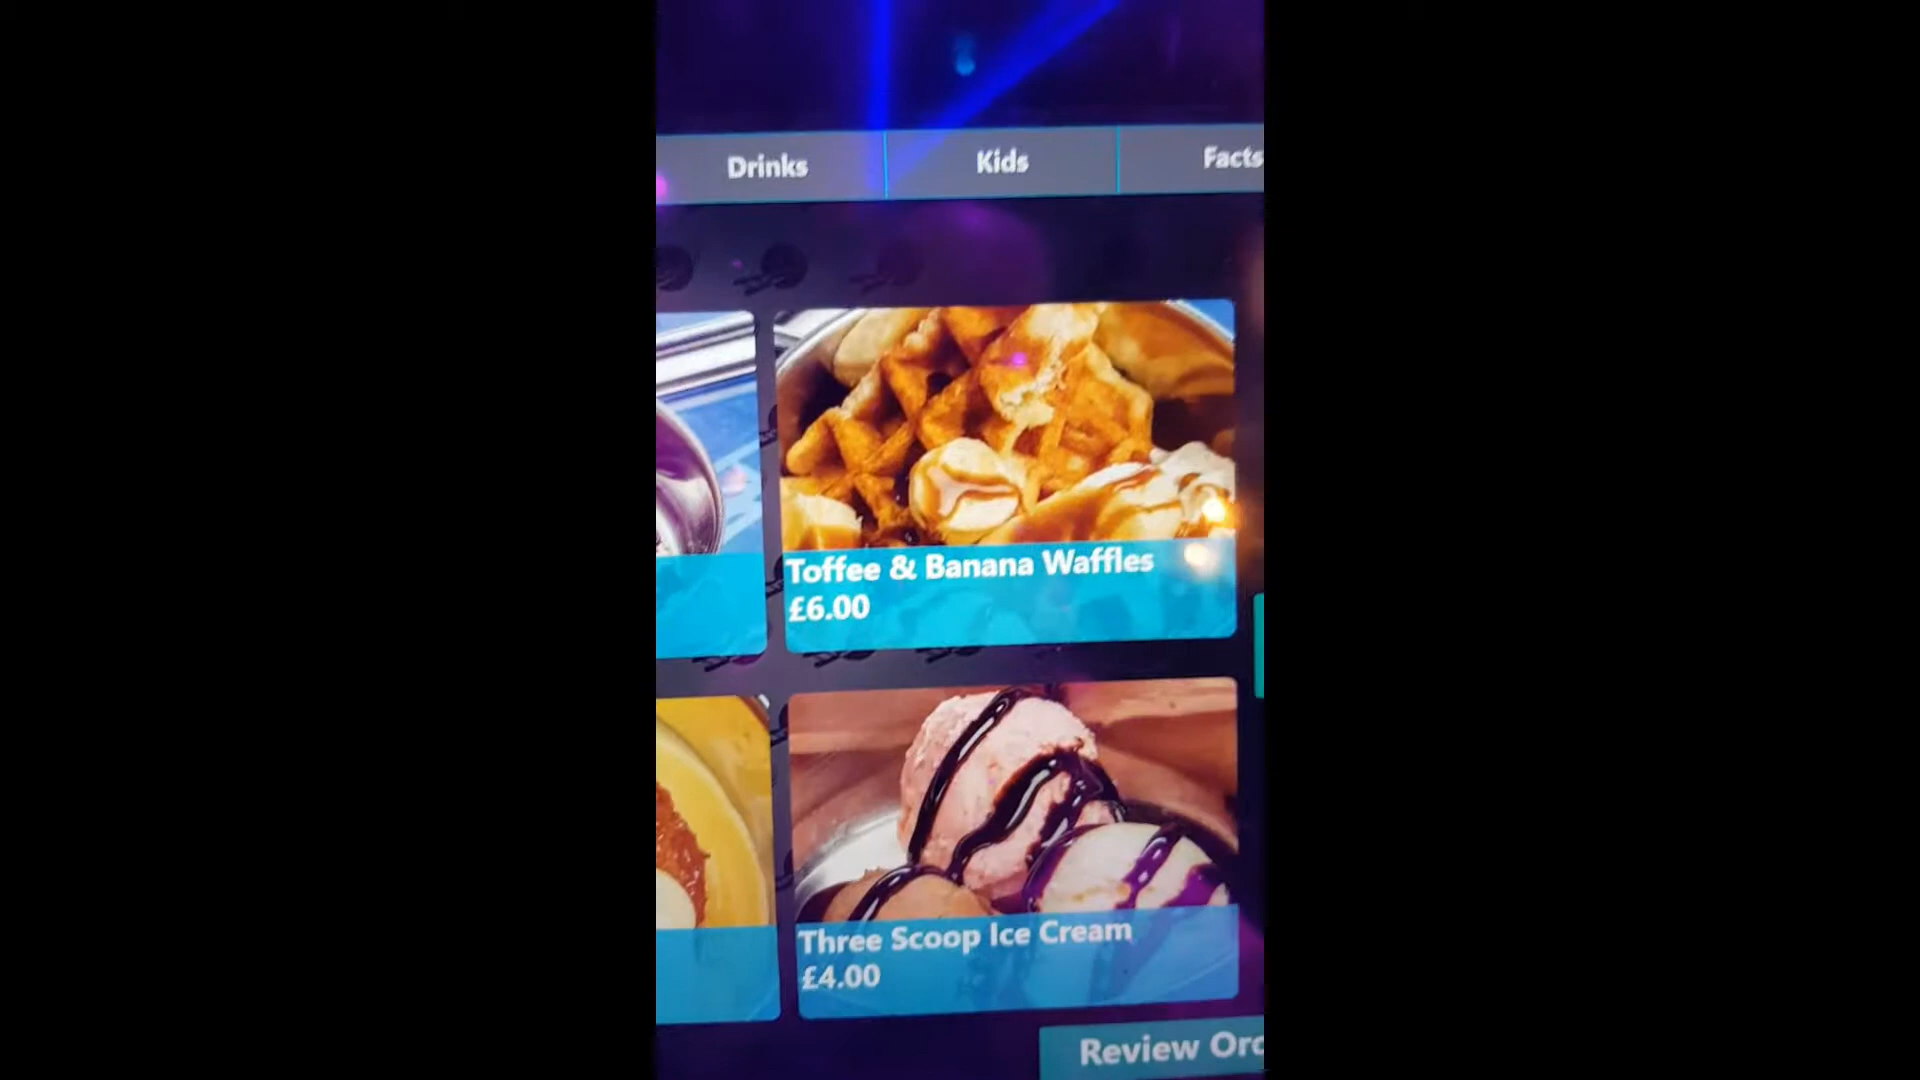 Drinks
Kids
Facts
Toffee & Banana Waffles
£6.00
Three Scoop Ice Cream
£4.00
Review Orc